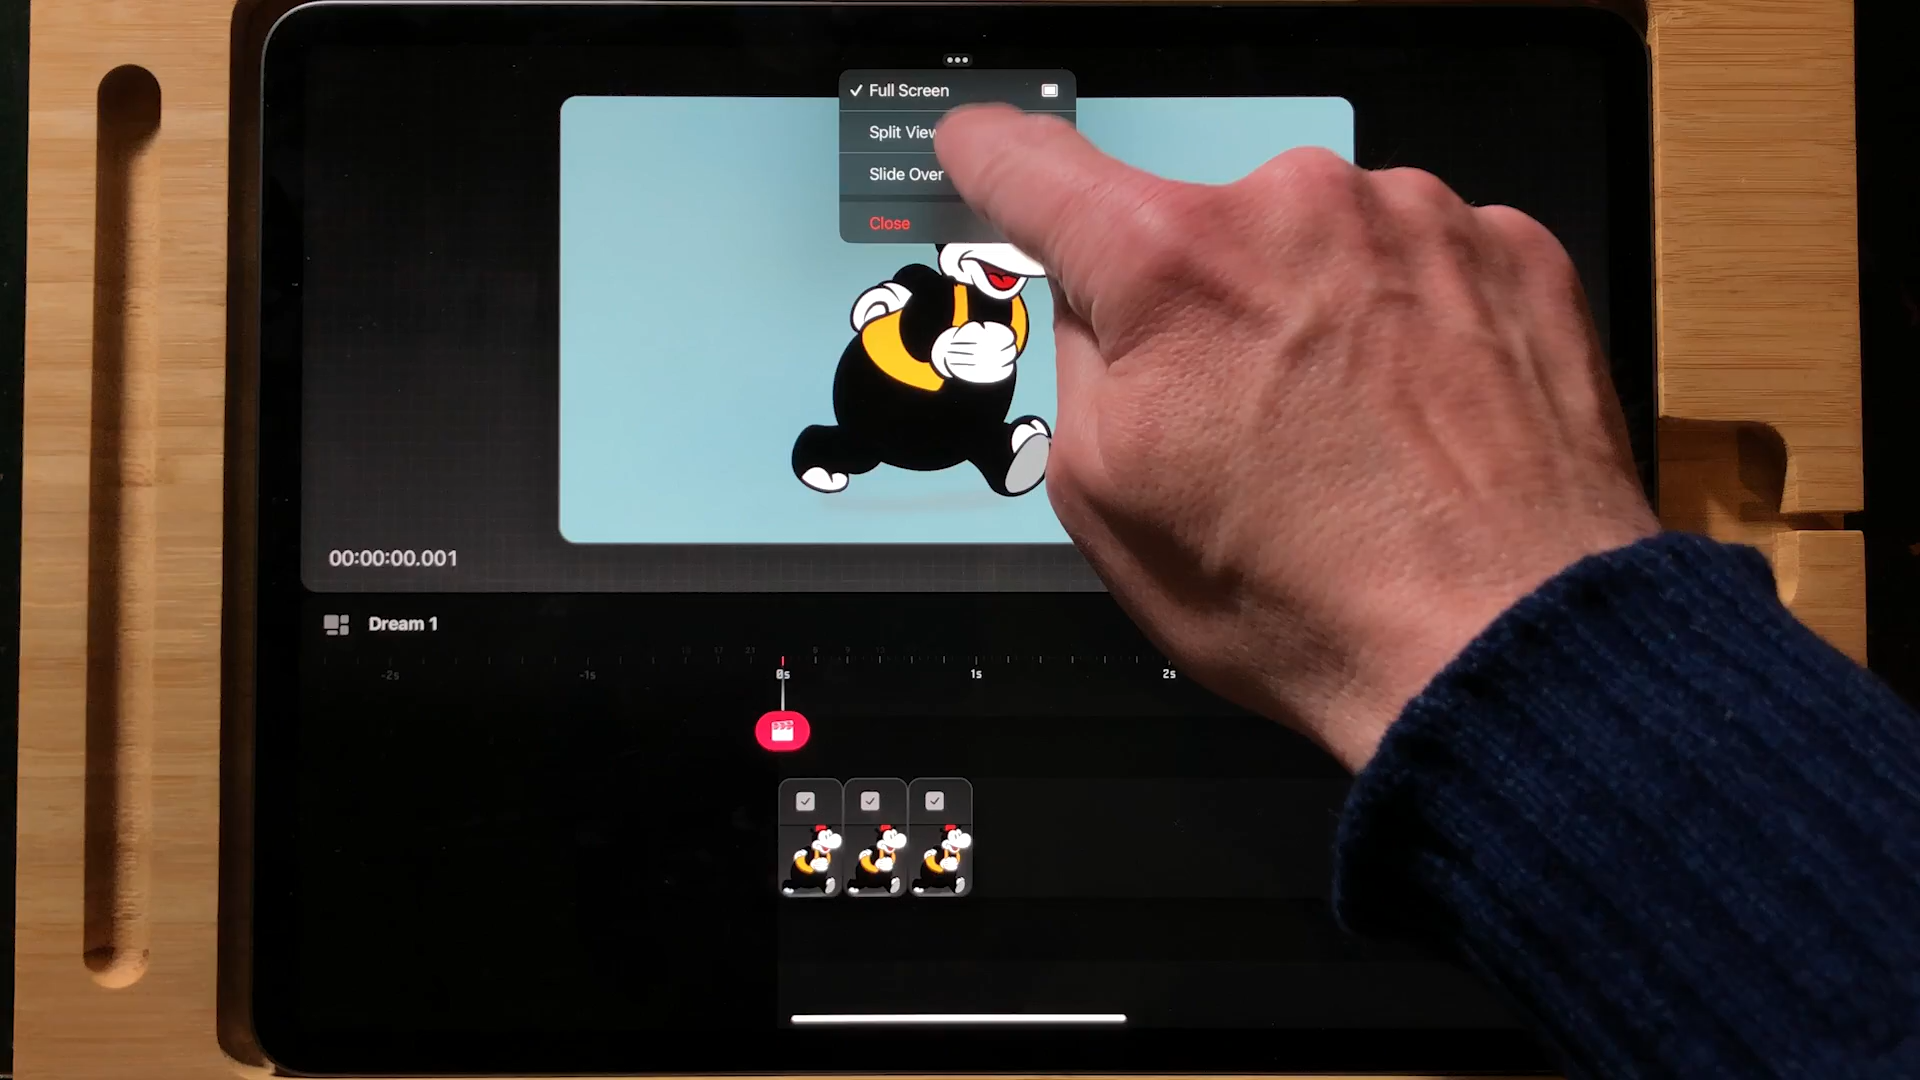 Full Screen
Split View
Slide Over
Close
00:00:00.001
Dream 1
-2s
-1s
0s
1s
2s